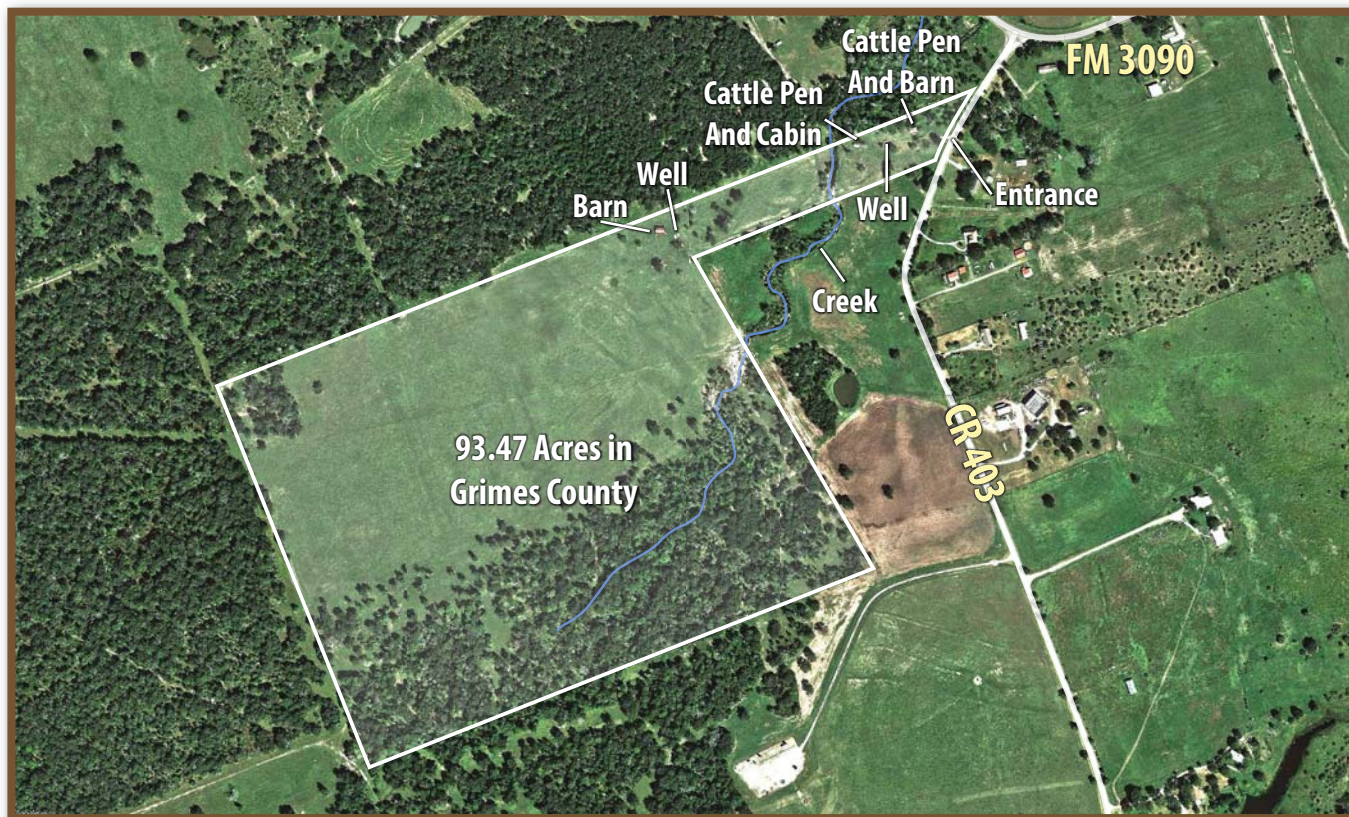 Cattle Pen
And Barn
FM 3090
Cattle Pen
And Cabin
Well
Barn
Well
Entrance
Creek
93.47 Acres in
Grimes County
CR 403